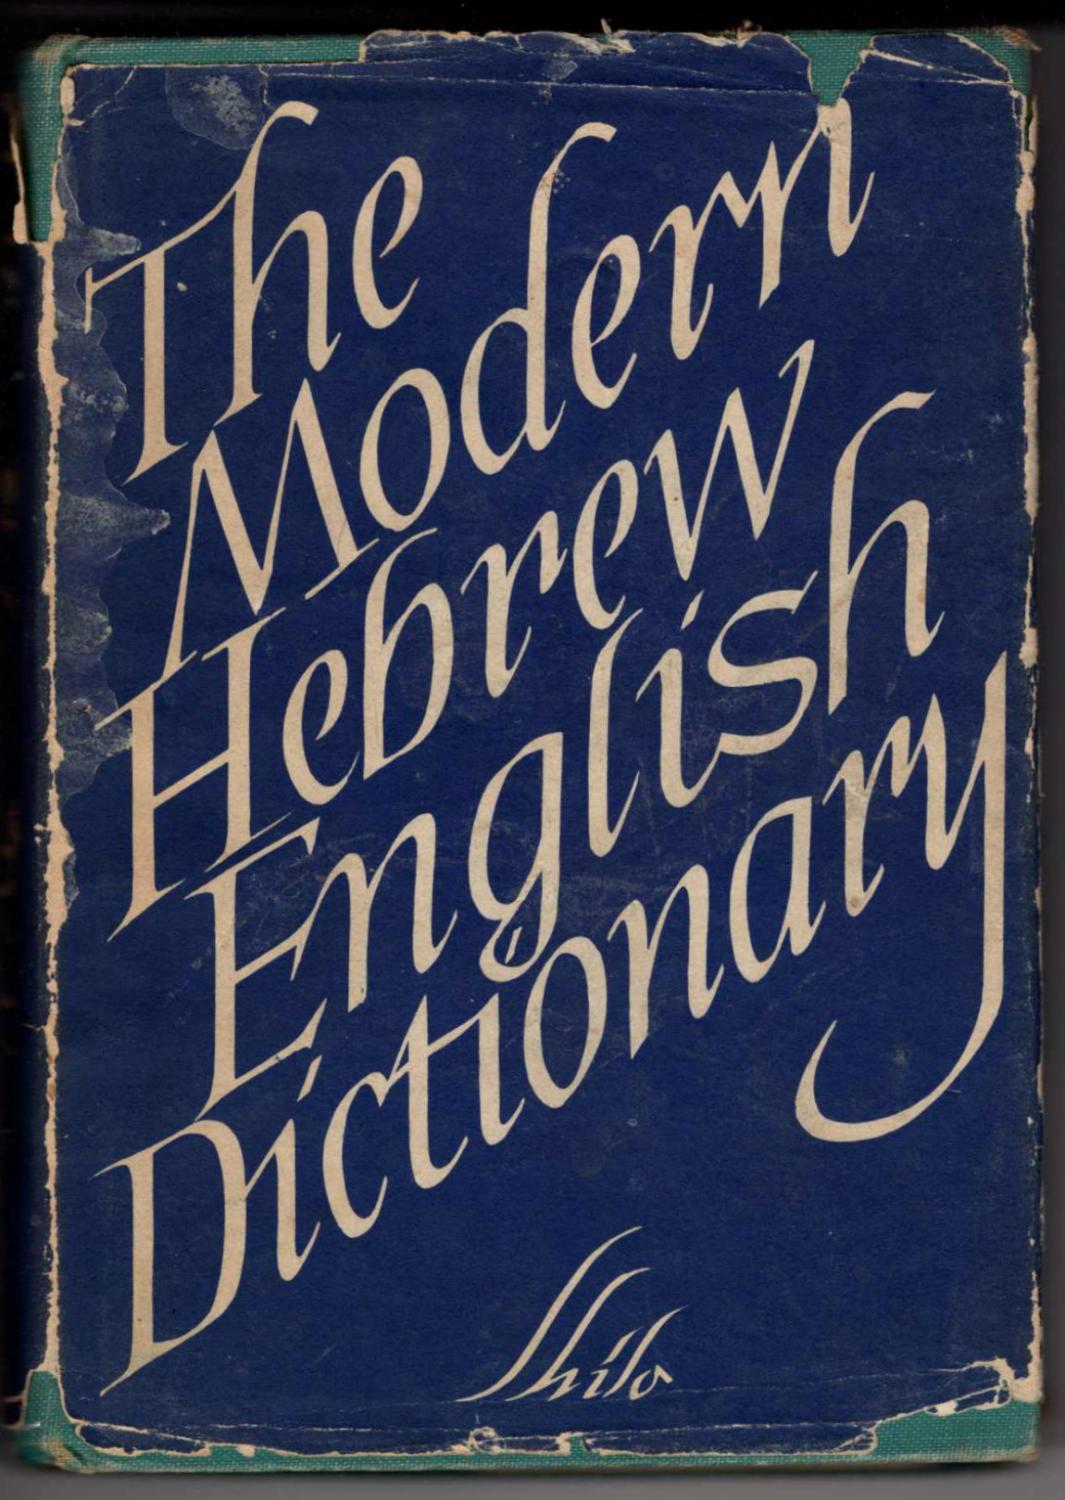 The
Modern
Hebrew
English
Dictionary
Shilo